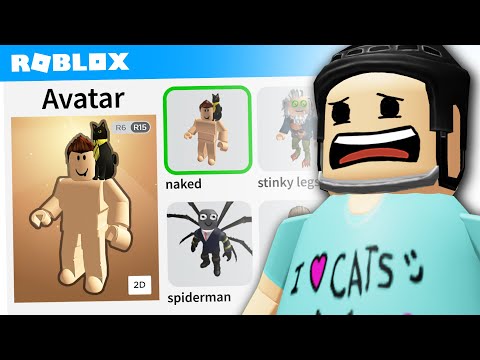 ROBLOX
Avatar
R6 R15
2D
naked
stinky legs
spiderman
I ♥ CATS :)